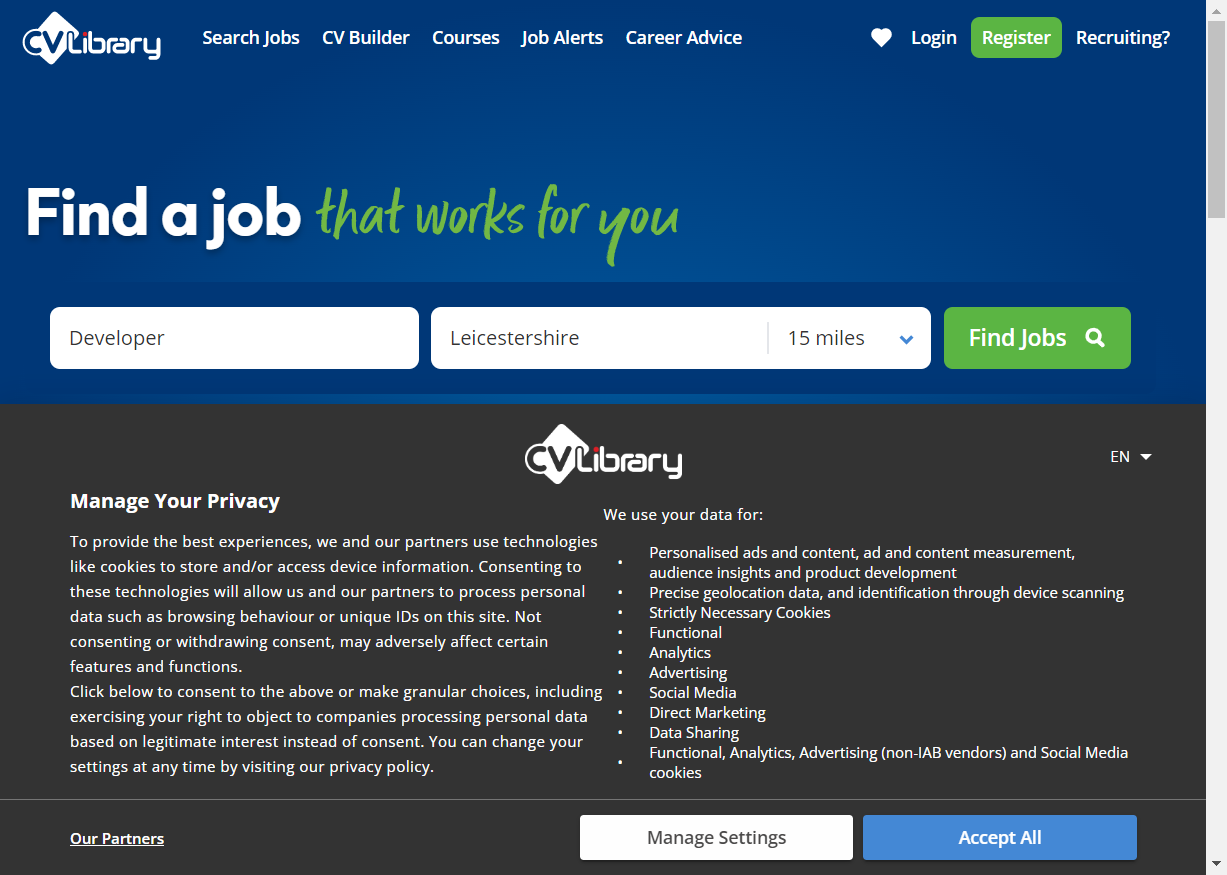 CVLibrary
Search Jobs
CV Builder
Courses
Job Alerts
Career Advice
Login
Register
Recruiting?
Find a job that works for you
Developer
Leicestershire
15 miles
Find Jobs
CVLibrary
EN
Manage Your Privacy
To provide the best experiences, we and our partners use technologies
like cookies to store and/or access device information. Consenting to
these technologies will allow us and our partners to process personal
data such as browsing behaviour or unique IDs on this site. Not
consenting or withdrawing consent, may adversely affect certain
features and functions.
Click below to consent to the above or make granular choices, including
exercising your right to object to companies processing personal data
based on legitimate interest instead of consent. You can change your
settings at any time by visiting our privacy policy.
We use your data for:
Personalised ads and content, ad and content measurement,
audience insights and product development
Precise geolocation data, and identification through device scanning
Strictly Necessary Cookies
Functional
Analytics
Advertising
Social Media
Direct Marketing
Data Sharing
Functional, Analytics, Advertising (non-IAB vendors) and Social Media
cookies
Our Partners
Manage Settings
Accept All